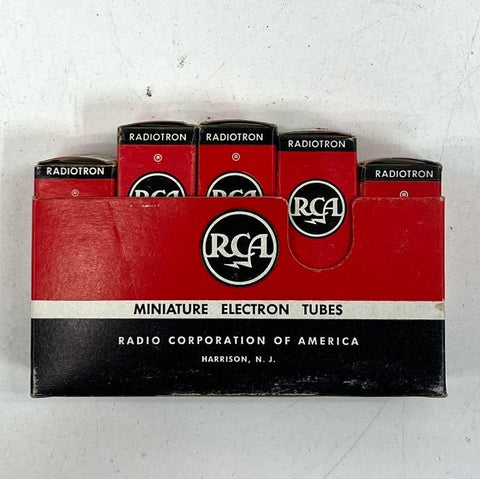 RADIOTRON RADIOTRON RADIOTRON RADIOTRON RADIOTRON
® ® ® ®
RCA
RCA
MINIATURE ELECTRON TUBES
RADIO CORPORATION OF AMERICA
HARRISON, N. J.